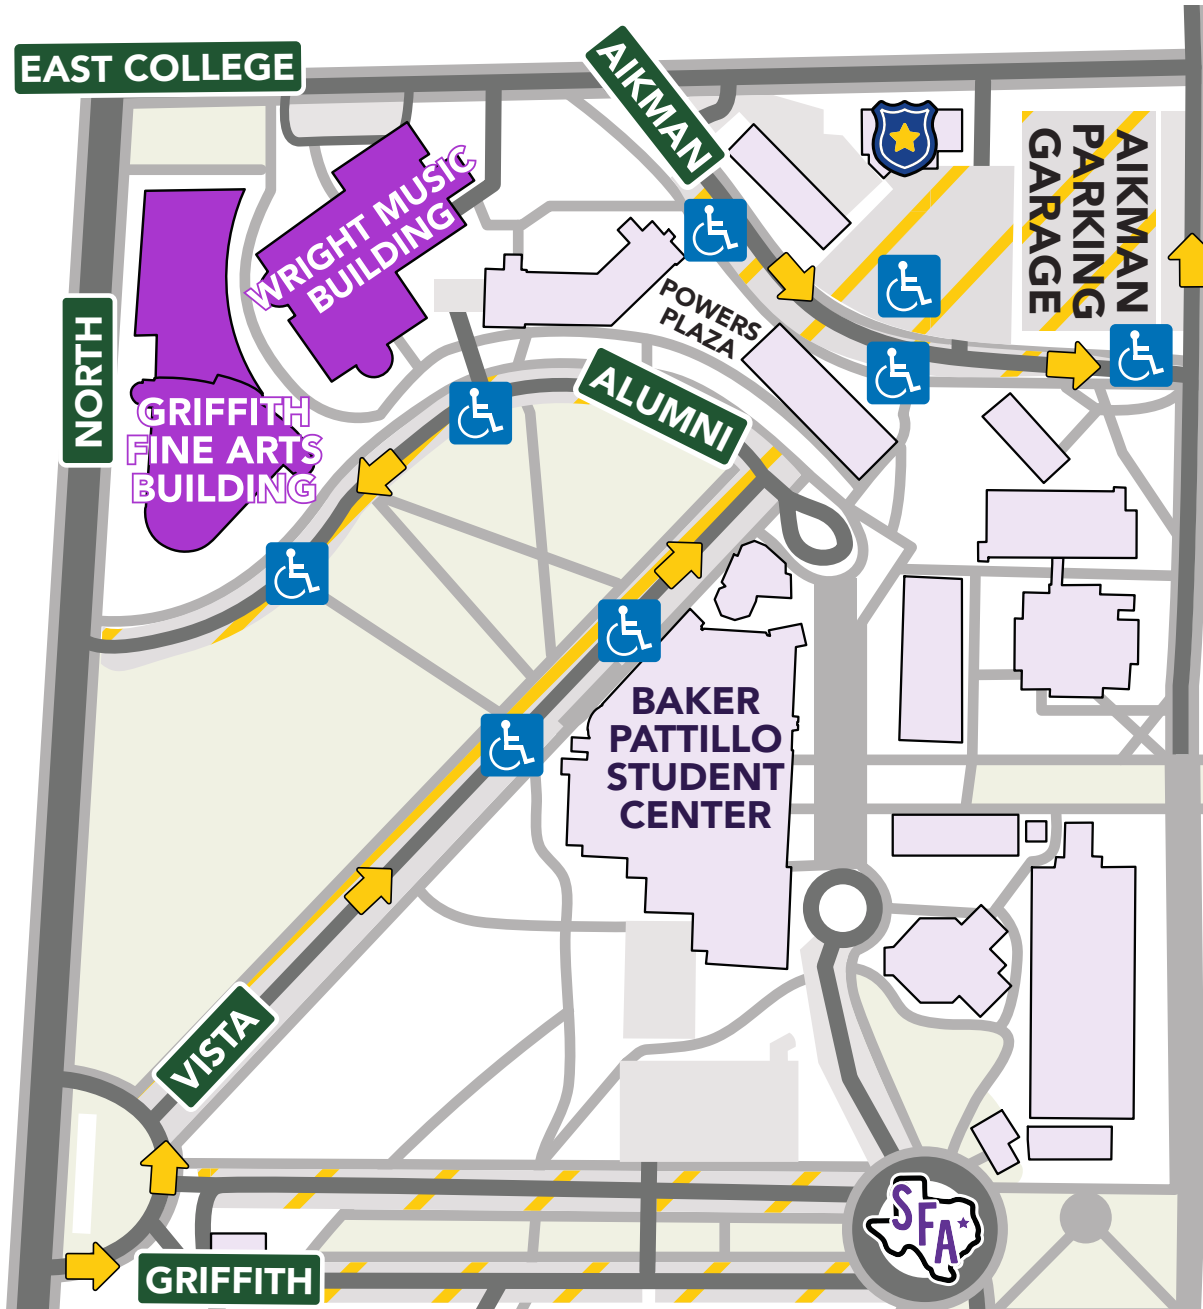 EAST COLLEGE
AIKMAN
AIKMAN
PARKING
GARAGE
WRIGHT MUSIC
BUILDING
POWERS
PLAZA
NORTH
ALUMNI
GRIFFITH
FINE ARTS
BUILDING
BAKER
PATTILLO
STUDENT
CENTER
VISTA
SFA
GRIFFITH